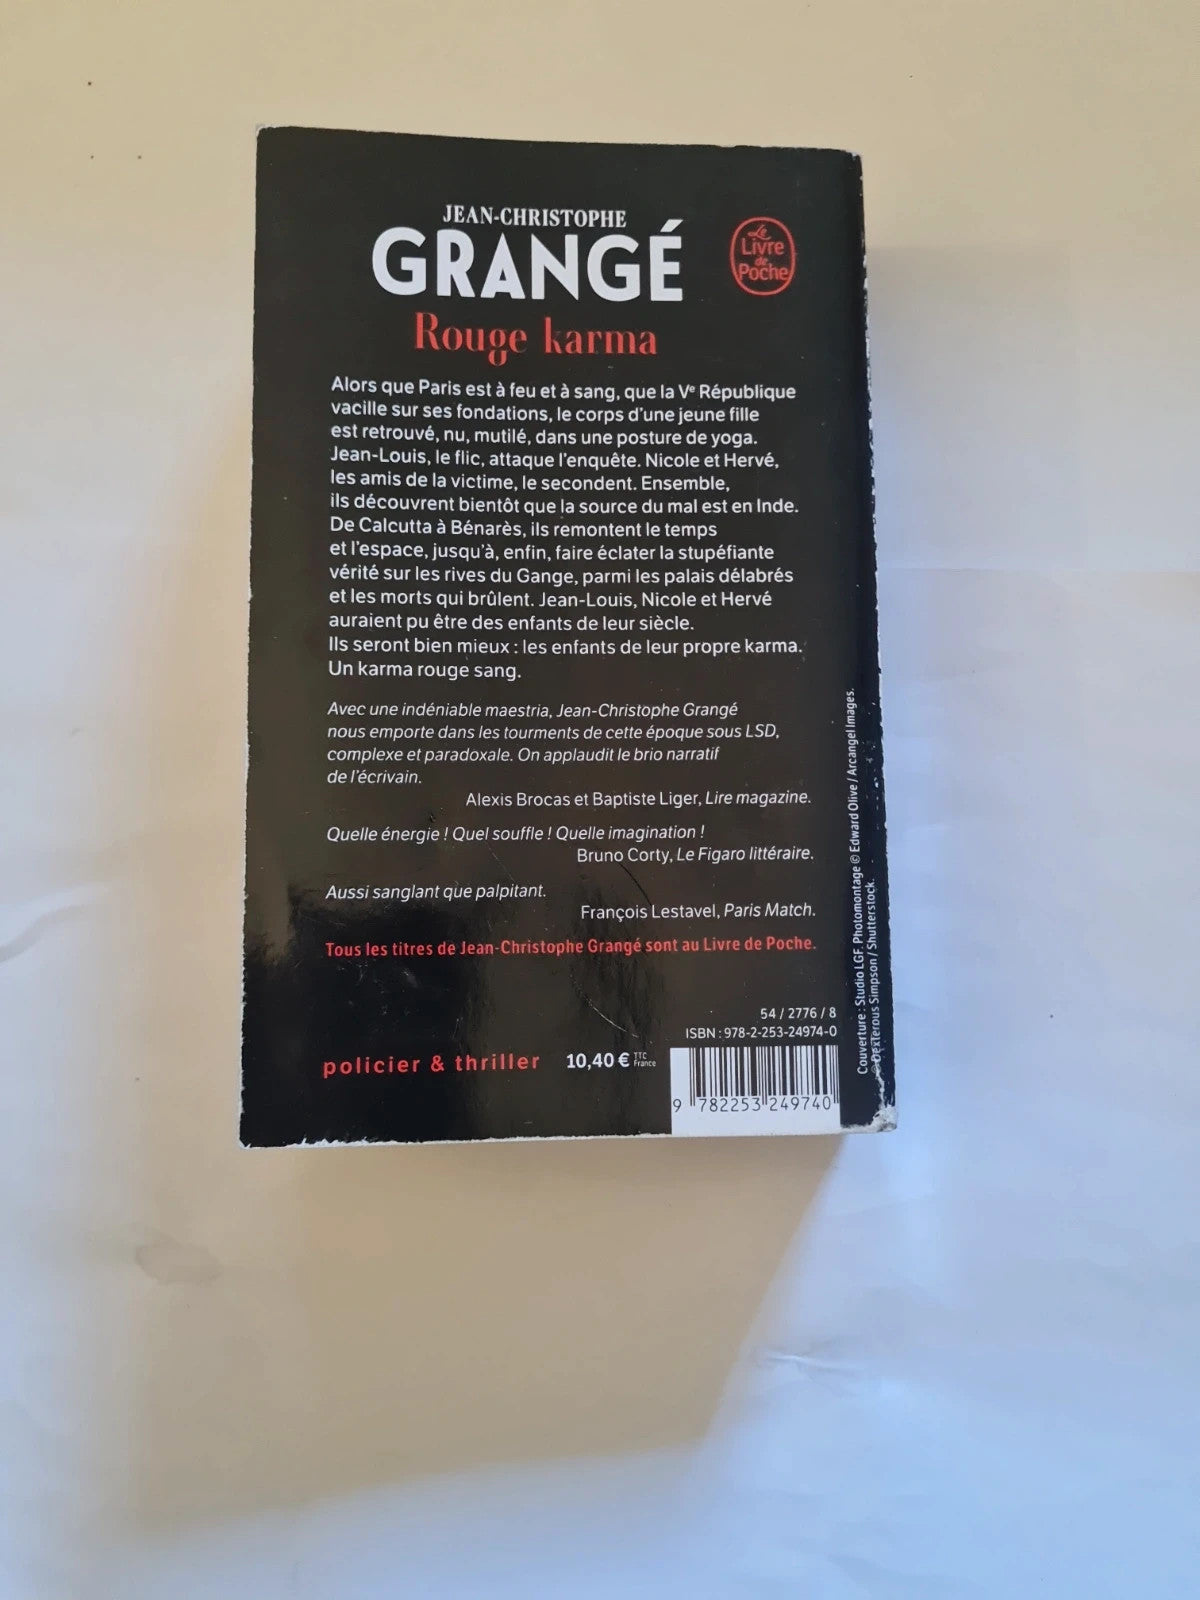 JEAN-CHRISTOPHE
GRANGÉ
Le
Livre
de
Poche
Rouge karma
Alors que Paris est à feu et à sang, que la Vᵉ République
vacille sur ses fondations, le corps d'une jeune fille
est retrouvé, nu, mutilé, dans une posture de yoga.
Jean-Louis, le flic, attaque l'enquête. Nicole et Hervé,
les amis de la victime, le secondent. Ensemble,
ils découvrent bientôt que la source du mal est en Inde.
De Calcutta à Bénarès, ils remontent le temps
et l'espace, jusqu'à, enfin, faire éclater la stupéfiante
vérité sur les rives du Gange, parmi les palais délabrés
et les morts qui brûlent. Jean-Louis, Nicole et Hervé
auraient pu être des enfants de leur siècle.
Ils seront bien mieux : les enfants de leur propre karma.
Un karma rouge sang.
Avec une indéniable maestria, Jean-Christophe Grangé
nous emporte dans les tourments de cette époque sous LSD,
complexe et paradoxale. On applaudit le brio narratif
de l'écrivain.
Alexis Brocas et Baptiste Liger, Lire magazine.
Quelle énergie ! Quel souffle ! Quelle imagination !
Bruno Corty, Le Figaro littéraire.
Aussi sanglant que palpitant.
François Lestavel, Paris Match.
Tous les titres de Jean-Christophe Grangé sont au Livre de Poche.
54 / 2776 / 8
ISBN : 978-2-253-24974-0
policier & thriller
10,40 € TTC
France
9 782253 249740
Couverture : Studio LGF. Photomontage © Edward Olive / Arcangel Images.
© Dexterous Simpson / Shutterstock.